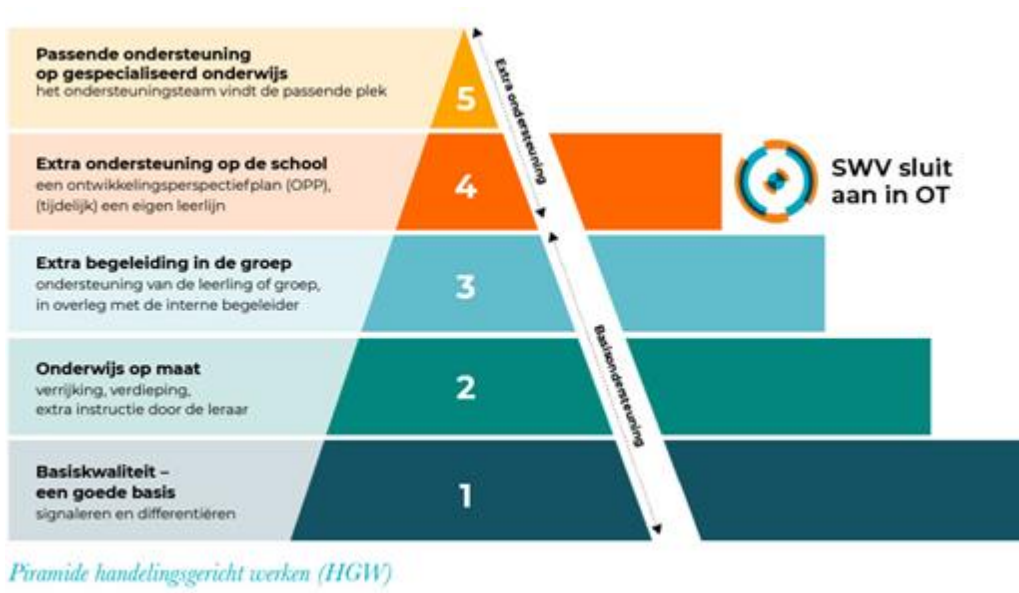 Passende ondersteuning
op gespecialiseerd onderwijs
het ondersteuningsteam vindt de passende plek
5
Extra ondersteuning
Extra ondersteuning op de school
een ontwikkelingsperspectiefplan (OPP),
(tijdelijk) een eigen leerlijn
4
SWV sluit
aan in OT
Extra begeleiding in de groep
ondersteuning van de leerling of groep,
in overleg met de interne begeleider
3
Basisondersteuning
Onderwijs op maat
verrijking, verdieping,
extra instructie door de leraar
2
Basiskwaliteit –
een goede basis
signaleren en differentiëren
1
Piramide handelingsgericht werken (HGW)